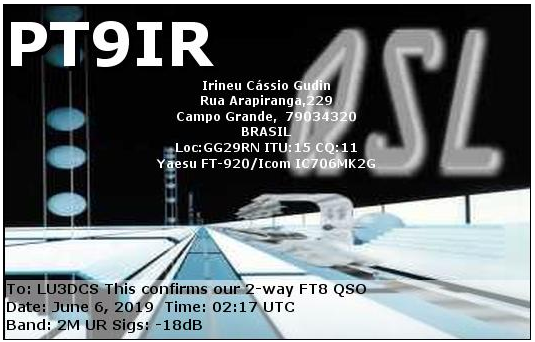 PT9IR
QSL
Irineu Cássio Gudin
Rua Arapiranga,229
Campo Grande, 79034320
BRASIL
Loc:GG29RN ITU:15 CQ:11
Yaesu FT-920/Icom IC706MK2G
To: LU3DCS This confirms our 2-way FT8 QSO
Date: June 6, 2019 Time: 02:17 UTC
Band: 2M UR Sigs: -18dB